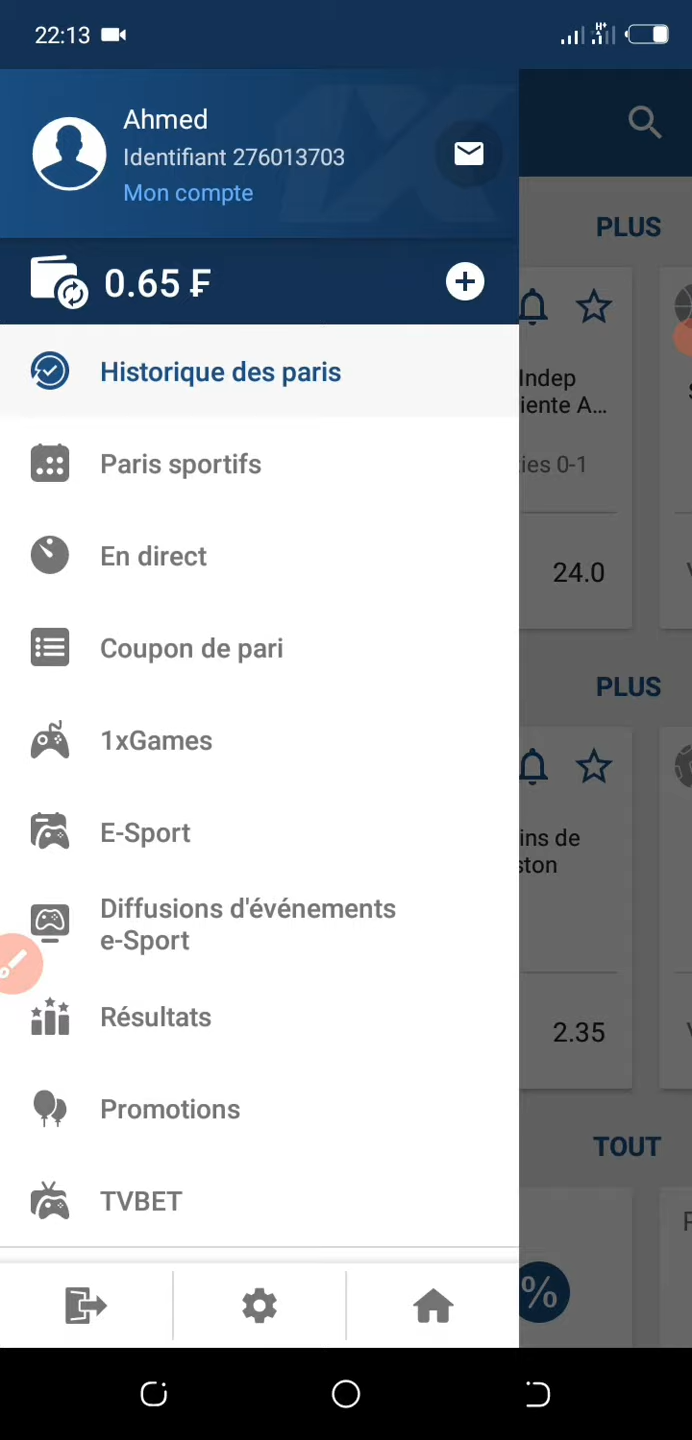 22:13
H+
Ahmed
Identifiant 276013703
Mon compte
1X
0.65 ₣
PLUS
Historique des paris
Indep
iente A...
Paris sportifs
ies 0-1
En direct
24.0
Coupon de pari
PLUS
1xGames
E-Sport
ins de
ston
Diffusions d'événements
e-Sport
Résultats
2.35
Promotions
TOUT
TVBET
%